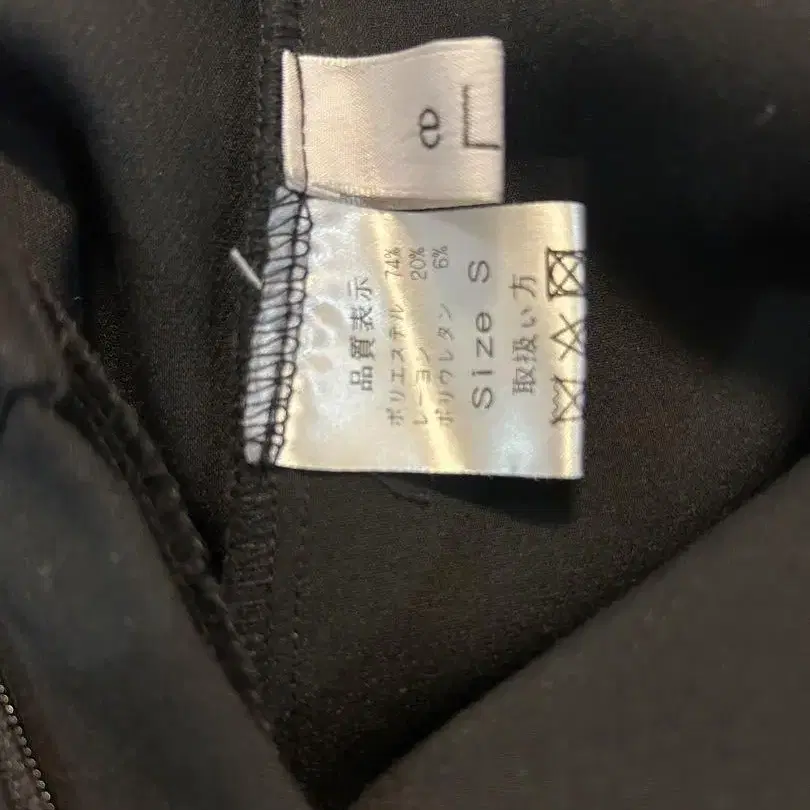 品質表示
ポリエステル 74%
レーヨン 20%
ポリウレタン 6%
Size S
取扱い方